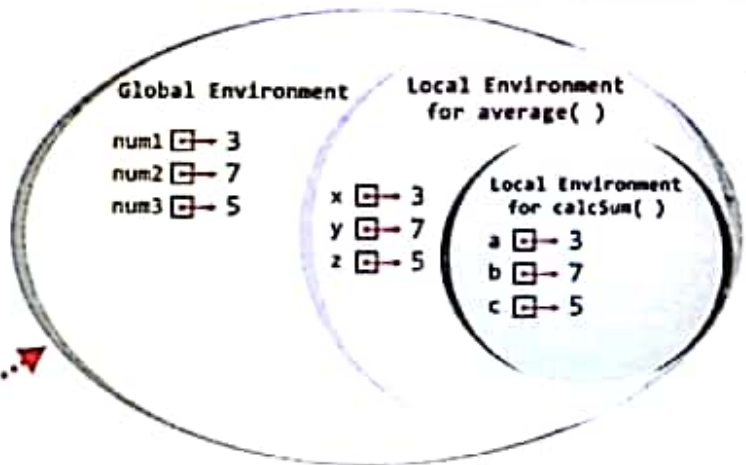 Global Environment
num1 3
num2 7
num3 5
Local Environment
for average( )
x 3
y 7
z 5
Local Environment
for calcSum( )
a 3
b 7
c 5